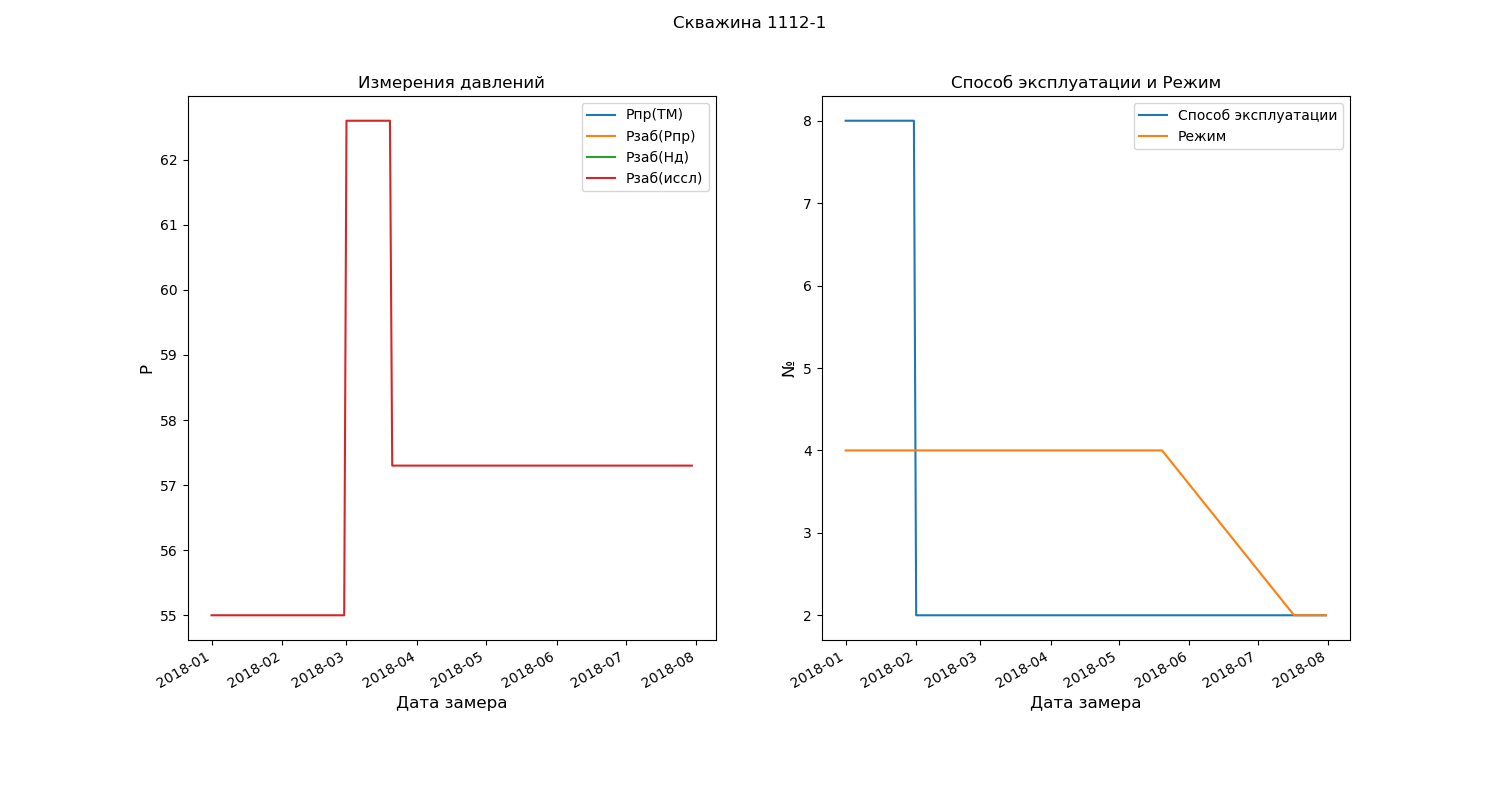 Скважина 1112-1
Измерения давлений
Рпр(ТМ)
Рзаб(Рпр)
Рзаб(Нд)
Рзаб(иссл)
62
61
60
59
58
57
56
55
Р
2018-01
2018-02
2018-03
2018-04
2018-05
2018-06
2018-07
2018-08
Дата замера
Способ эксплуатации и Режим
Способ эксплуатации
Режим
8
7
6
5
4
3
2
№
2018-01
2018-02
2018-03
2018-04
2018-05
2018-06
2018-07
2018-08
Дата замера